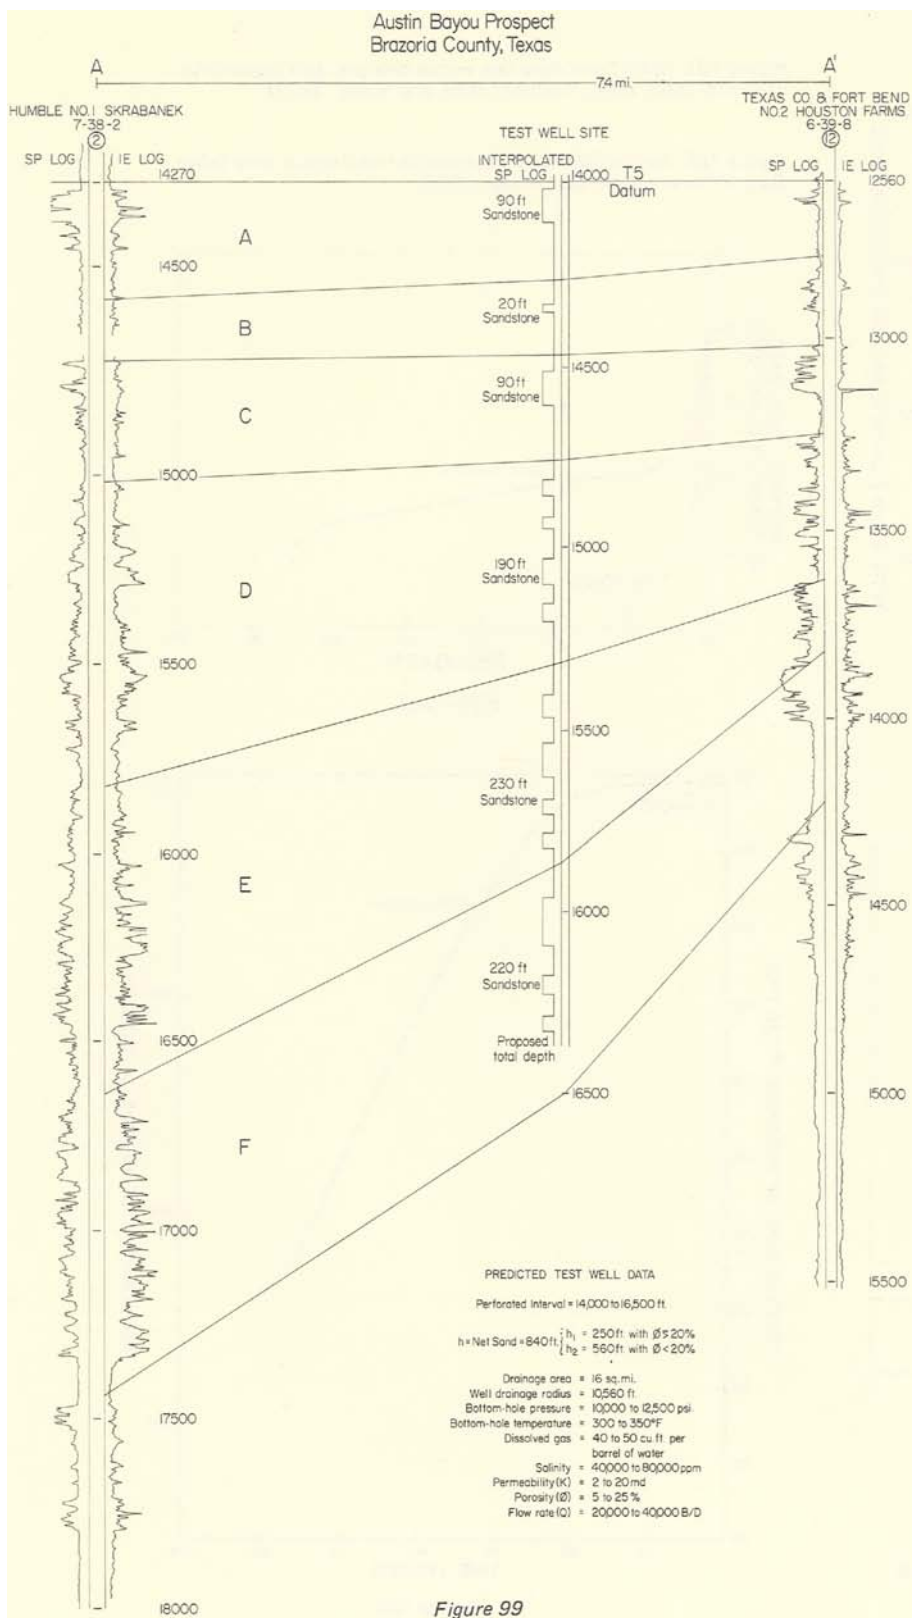 Austin Bayou Prospect
Brazoria County, Texas
A
A'
7.4 mi.
HUMBLE NO.1 SKRABANEK
7-38-2
②
SP LOG
IE LOG
14270
14500
15000
15500
16000
16500
17000
17500
18000
TEST WELL SITE
INTERPOLATED
SP LOG
14000
T5
Datum
90 ft
Sandstone
20 ft
Sandstone
14500
90 ft
Sandstone
15000
190 ft
Sandstone
15500
230 ft
Sandstone
16000
220 ft
Sandstone
Proposed
total depth
16500
TEXAS CO. & FORT BEND
NO.2 HOUSTON FARMS
6-39-8
⑫
SP LOG
IE LOG
12560
13000
13500
14000
14500
15000
15500
A
B
C
D
E
F
PREDICTED TEST WELL DATA
Perforated Interval = 14,000 to 16,500 ft.
h = Net Sand = 840 ft.
h₁ = 250 ft. with Ø ≥ 20%
h₂ = 560 ft. with Ø < 20%
Drainage area = 16 sq. mi.
Well drainage radius = 10,560 ft.
Bottom-hole pressure = 10,000 to 12,500 psi.
Bottom-hole temperature = 300 to 350°F
Dissolved gas = 40 to 50 cu ft. per
barrel of water
Salinity = 40,000 to 80,000 ppm
Permeability (K) = 2 to 20 md
Porosity (Ø) = 5 to 25 %
Flow rate (Q) = 20,000 to 40,000 B/D
Figure 99